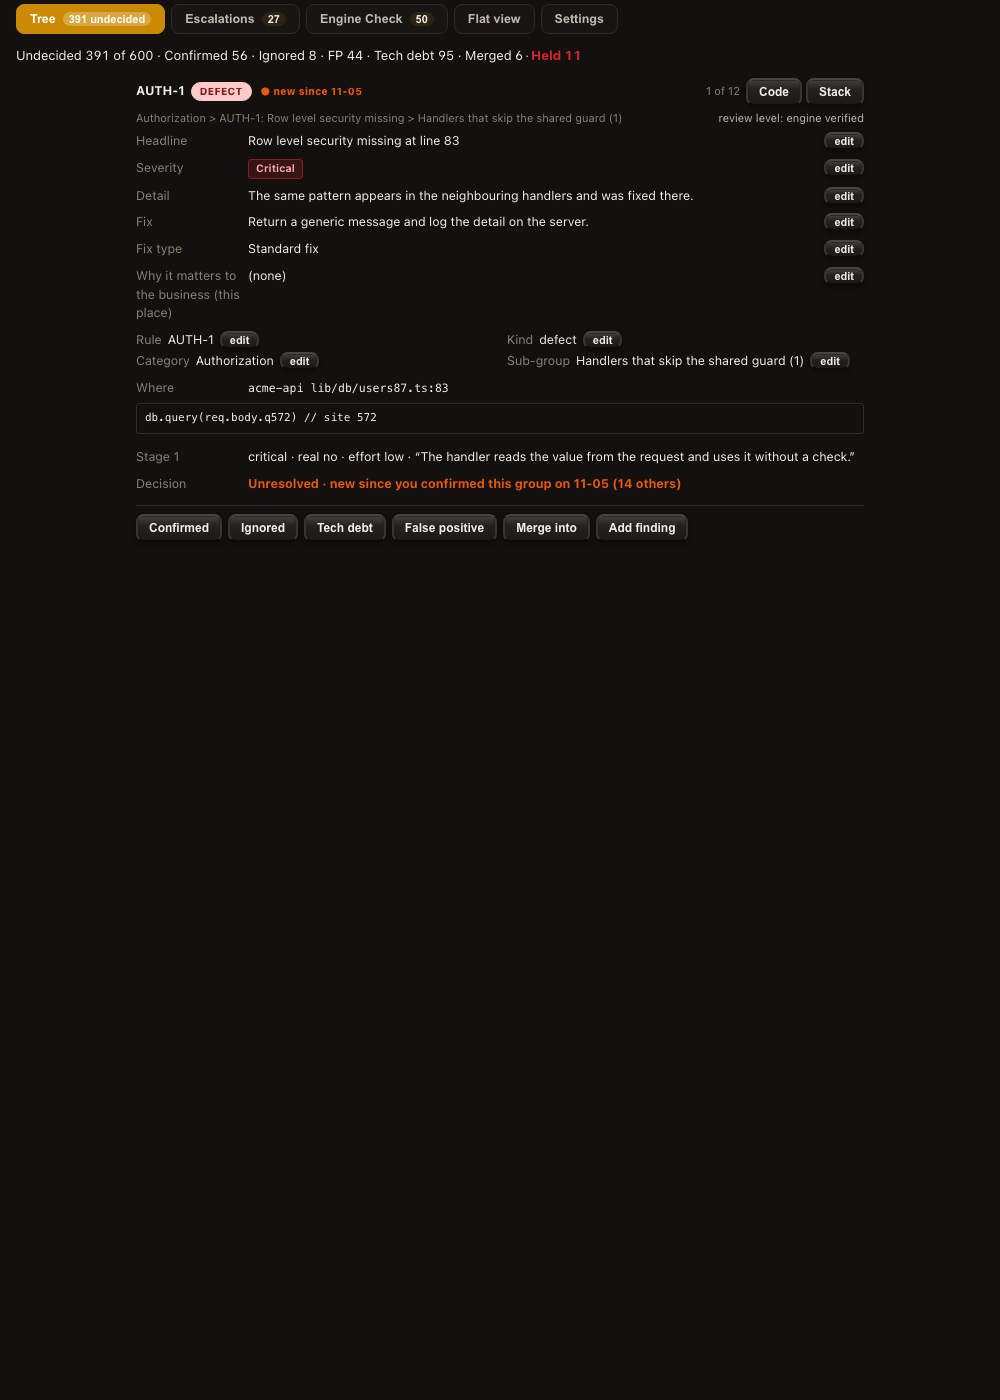 Tree 391 undecided Escalations 27 Engine Check 50 Flat view Settings
Undecided 391 of 600 · Confirmed 56 · Ignored 8 · FP 44 · Tech debt 95 · Merged 6 · Held 11
AUTH-1 DEFECT new since 11-05 1 of 12 Code Stack
Authorization > AUTH-1: Row level security missing > Handlers that skip the shared guard (1) review level: engine verified
Headline Row level security missing at line 83 edit
Severity Critical edit
Detail The same pattern appears in the neighbouring handlers and was fixed there. edit
Fix Return a generic message and log the detail on the server. edit
Fix type Standard fix edit
Why it matters to (none) edit
the business (this
place)
Rule AUTH-1 edit Kind defect edit
Category Authorization edit Sub-group Handlers that skip the shared guard (1) edit
Where acme-api lib/db/users87.ts:83
db.query(req.body.q572) // site 572
Stage 1 critical · real no · effort low · “The handler reads the value from the request and uses it without a check.”
Decision Unresolved · new since you confirmed this group on 11-05 (14 others)
Confirmed Ignored Tech debt False positive Merge into Add finding